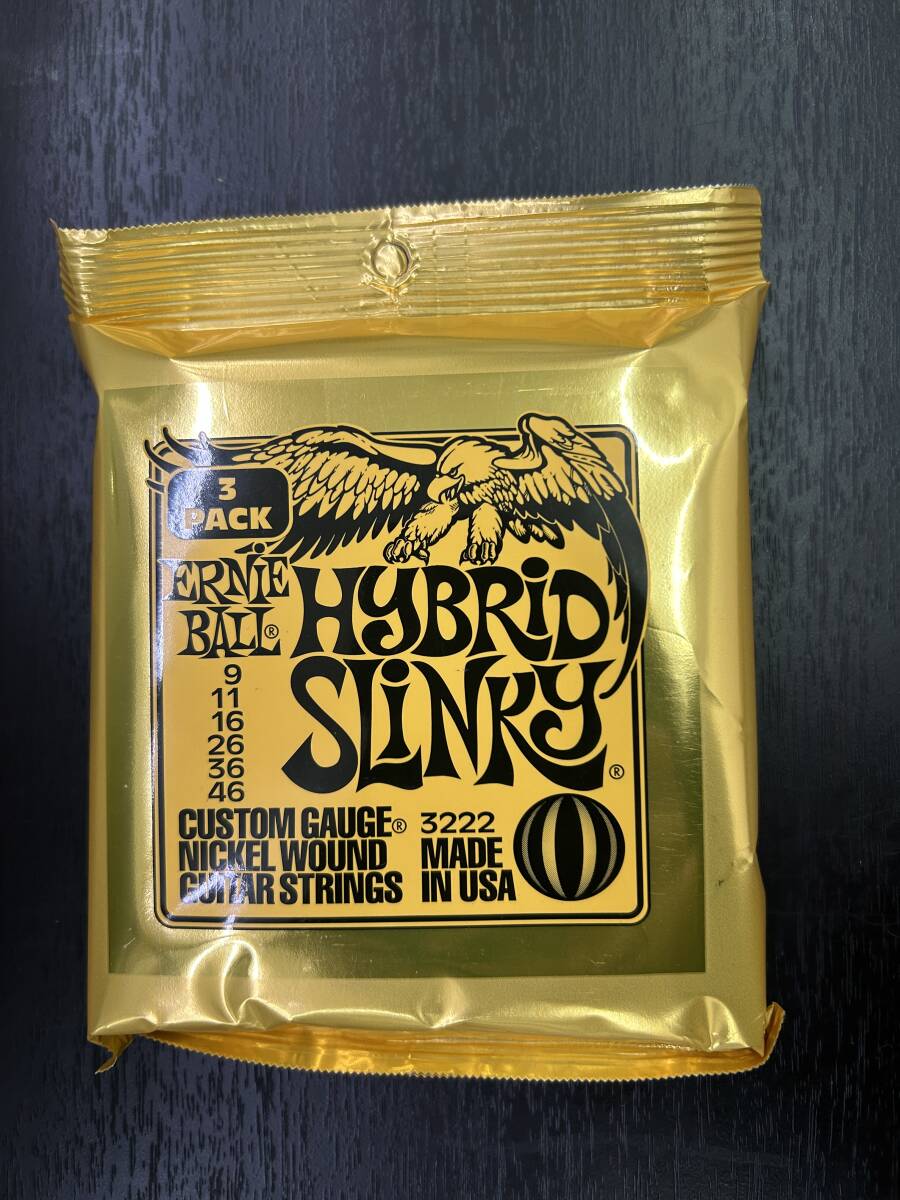 3
PACK
ERNIE
BALL®
HYBRID
SLINKY®
9
11
16
26
36
46
CUSTOM GAUGE®
NICKEL WOUND
GUITAR STRINGS
3222
MADE
IN USA